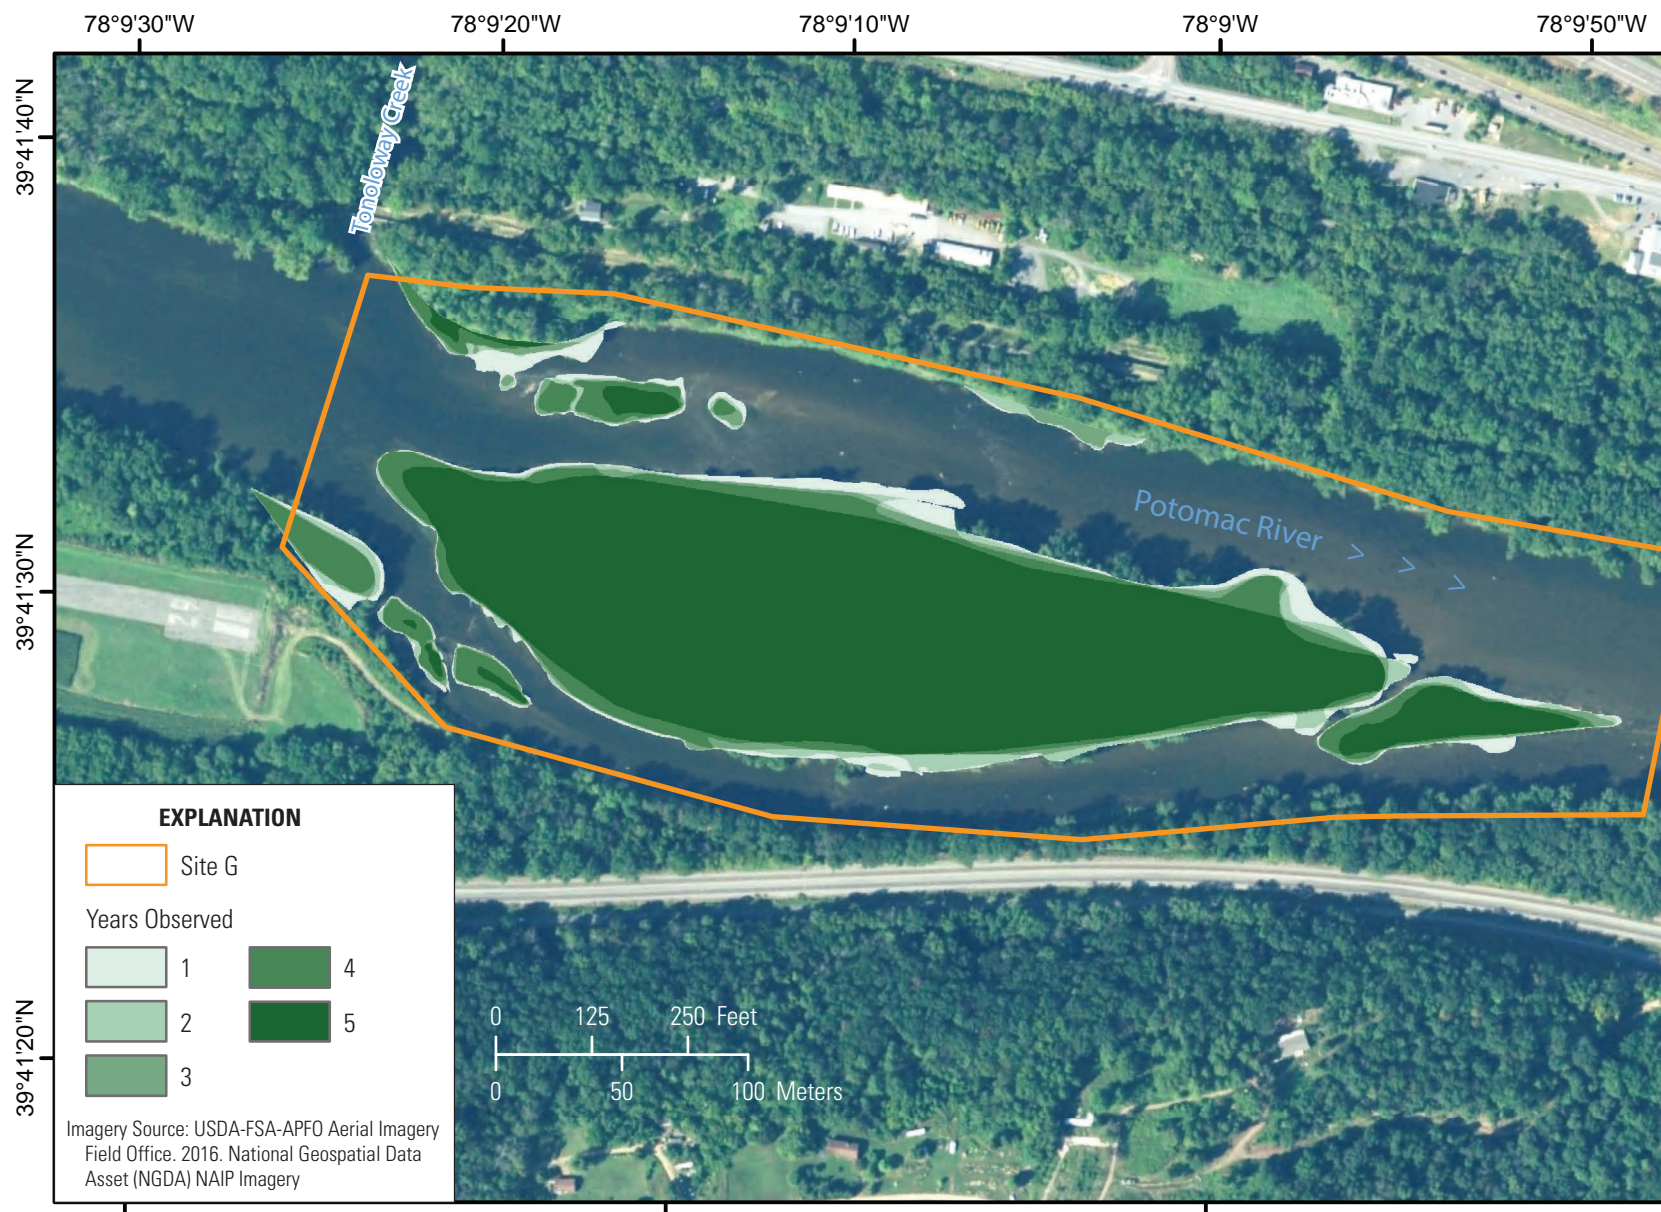 78°9'30"W 78°9'20"W 78°9'10"W 78°9'W 78°9'50"W
39°41'40"N
39°41'30"N
39°41'20"N
Tonoloway Creek
Potomac River > > >
EXPLANATION
Site G
Years Observed
1 4
2 5
3
Imagery Source: USDA-FSA-APFO Aerial Imagery
Field Office. 2016. National Geospatial Data
Asset (NGDA) NAIP Imagery
0 125 250 Feet
0 50 100 Meters